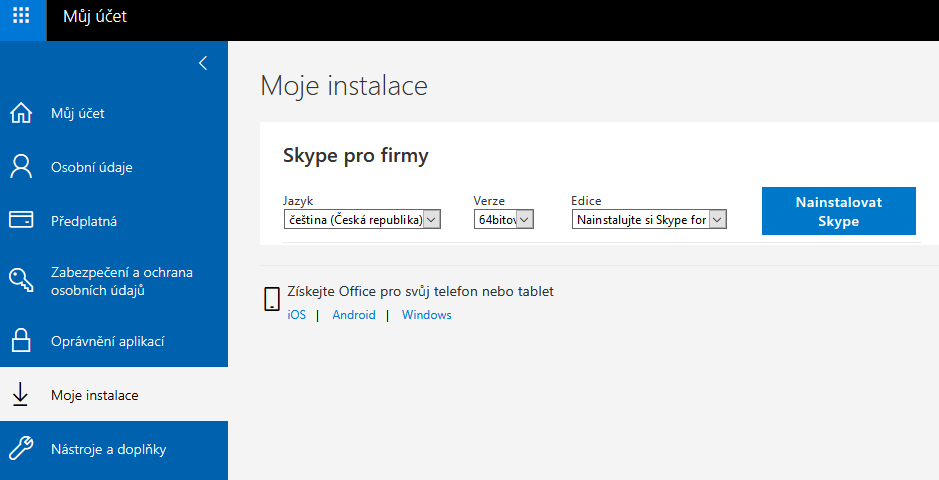 Můj účet
Můj účet
Osobní údaje
Předplatná
Zabezpečení a ochrana
osobních údajů
Oprávnění aplikací
Moje instalace
Nástroje a doplňky
Moje instalace
Skype pro firmy
Jazyk Verze Edice
čeština (Česká republika) 64bitov Nainstalujte si Skype for
Nainstalovat
Skype
Získejte Office pro svůj telefon nebo tablet
iOS | Android | Windows